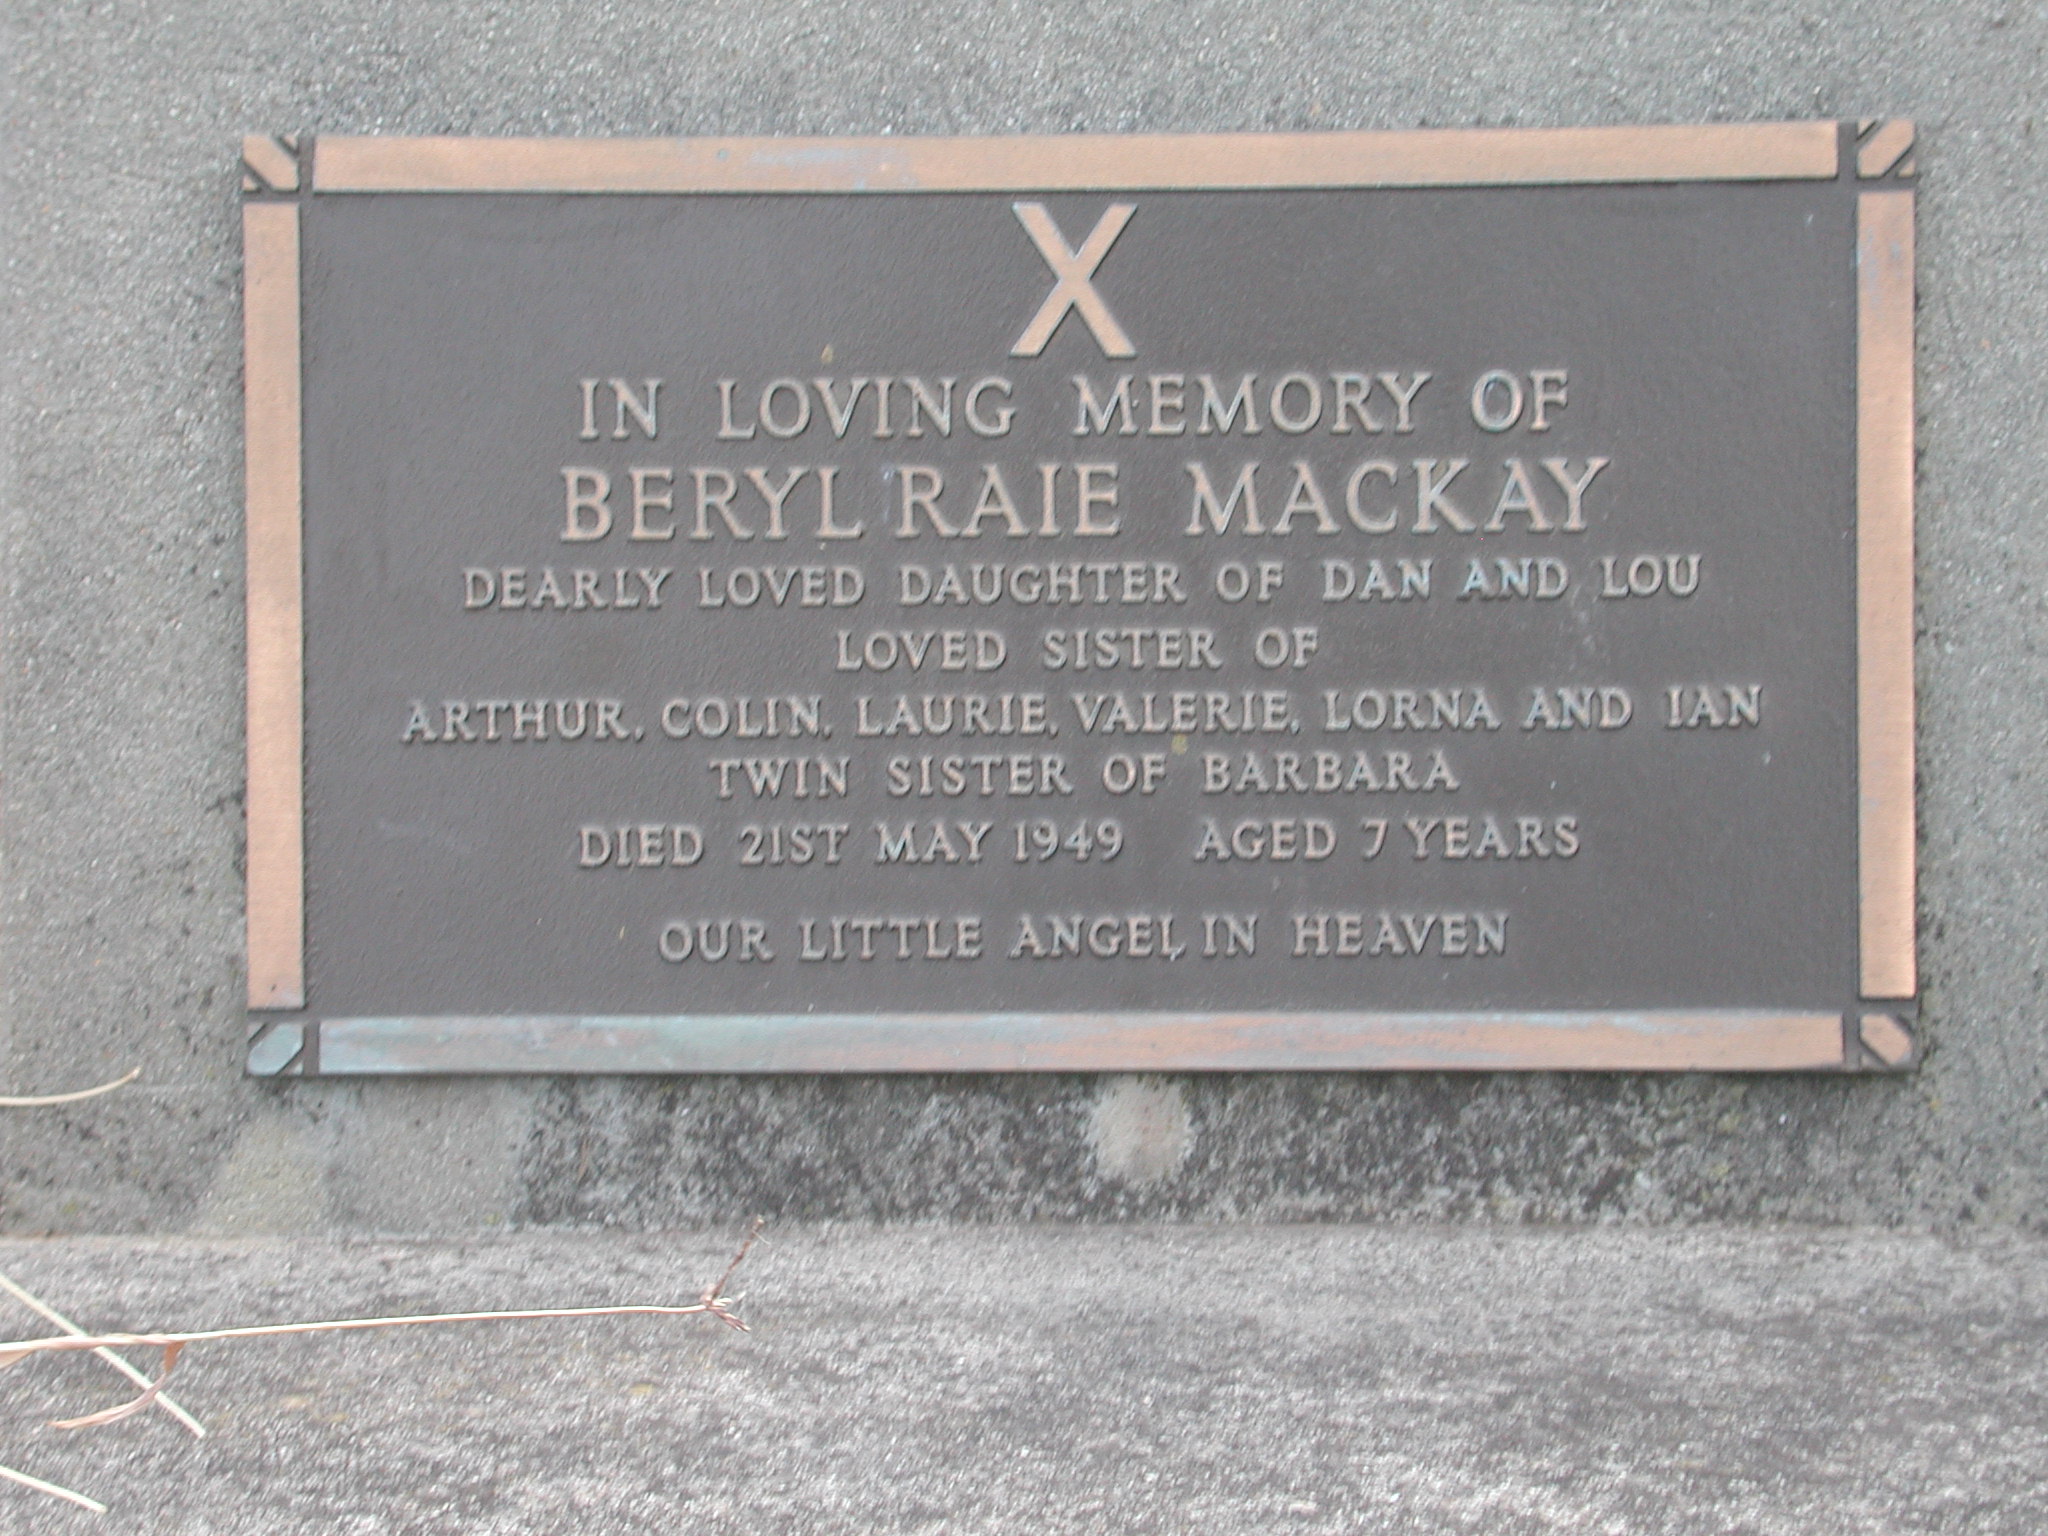 X
IN LOVING MEMORY OF
BERYL RAIE MACKAY
DEARLY LOVED DAUGHTER OF DAN AND LOU
LOVED SISTER OF
ARTHUR, COLIN, LAURIE, VALERIE, LORNA AND IAN
TWIN SISTER OF BARBARA
DIED 21ST MAY 1949 AGED 7 YEARS
OUR LITTLE ANGEL IN HEAVEN